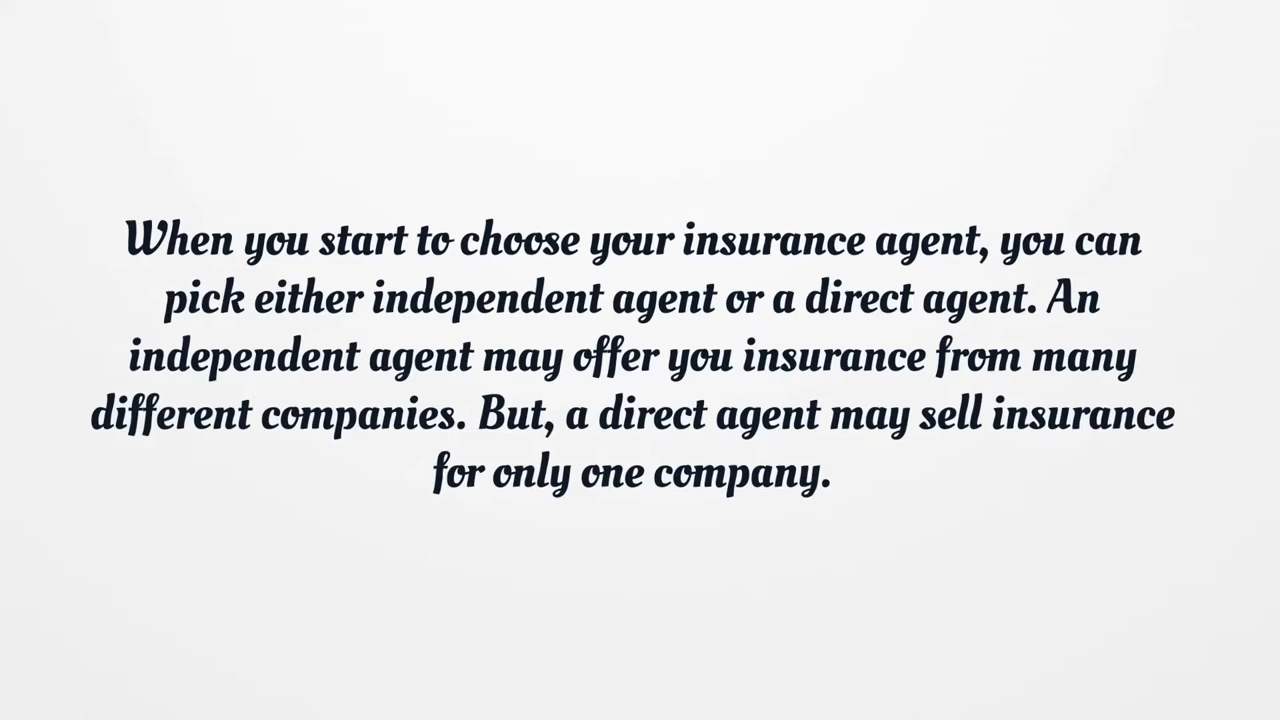 When you start to choose your insurance agent, you can
pick either independent agent or a direct agent. An
independent agent may offer you insurance from many
different companies. But, a direct agent may sell insurance
for only one company.